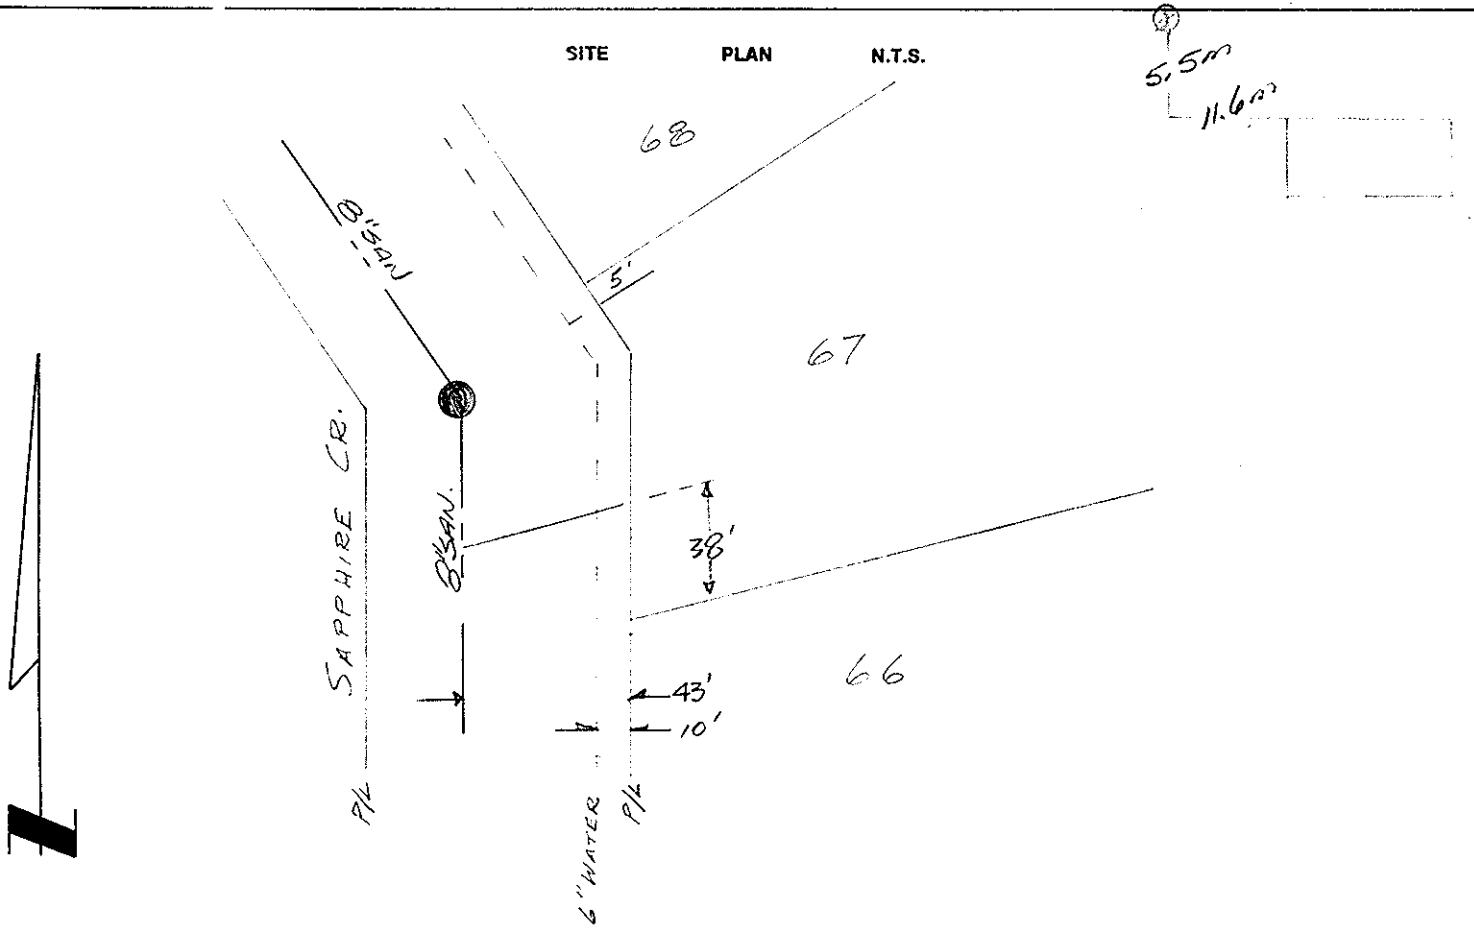 SITE PLAN N.T.S.
5.5m
11.6m
68
8"SAN
5'
67
SAPPHIRE CR.
8"SAN.
38'
66
43'
10'
P/L
6"WATER
P/L